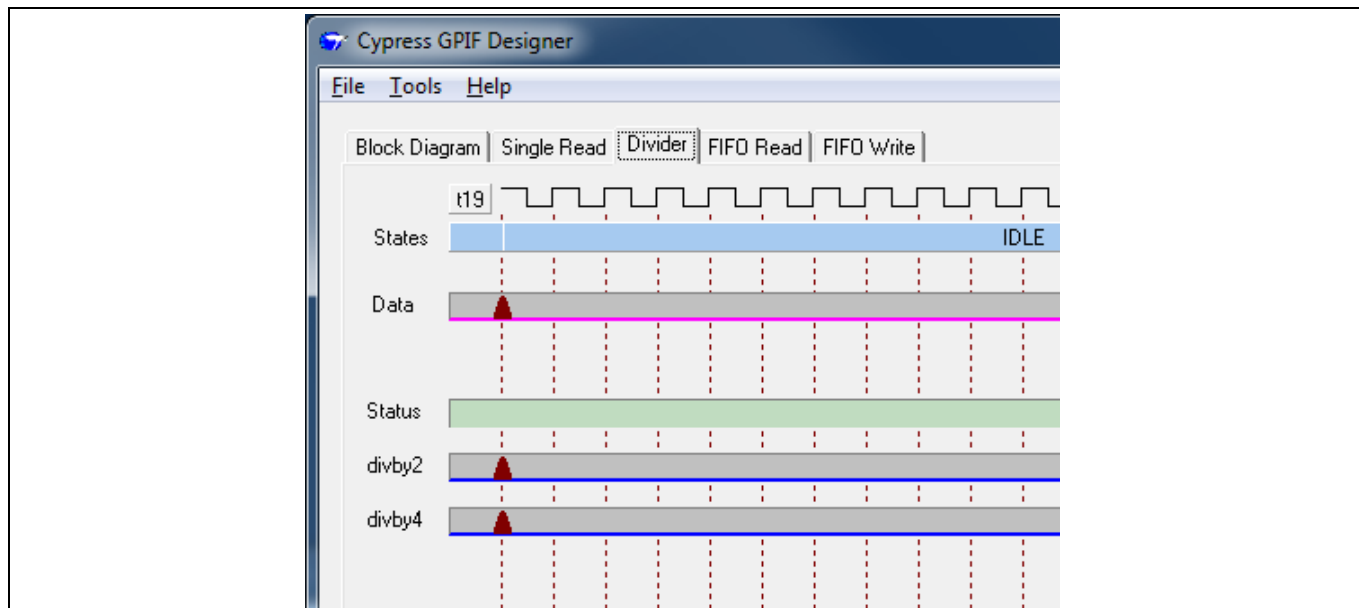 Cypress GPIF Designer
File Tools Help
Block Diagram Single Read Divider FIFO Read FIFO Write
t19
States IDLE
Data
Status
divby2
divby4